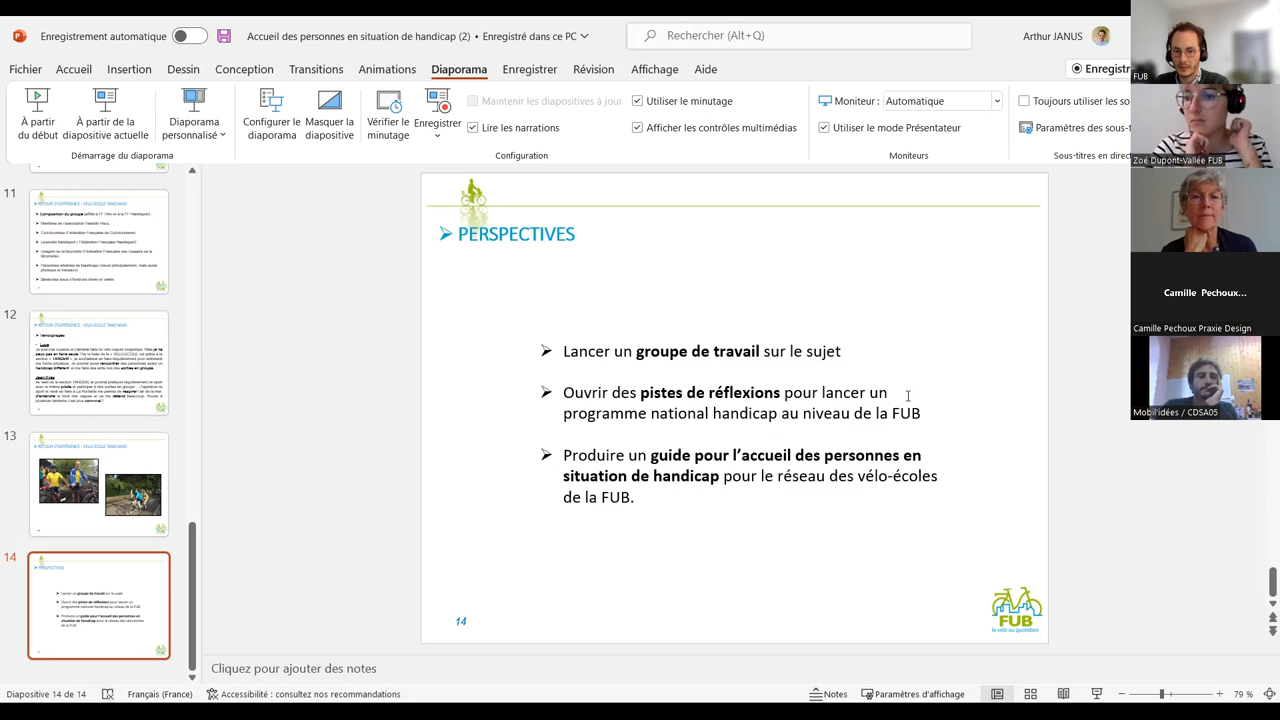 Enregistrement automatique
Accueil des personnes en situation de handicap (2) • Enregistré dans ce PC
Rechercher (Alt+Q)
Arthur JANUS
Fichier Accueil Insertion Dessin Conception Transitions Animations Diaporama Enregistrer Révision Affichage Aide
Enregistr
À partir du début
À partir de la diapositive actuelle
Diaporama personnalisé
Configurer le diaporama
Masquer la diapositive
Vérifier le minutage
Enregistrer
Maintenir les diapositives à jour
Lire les narrations
Utiliser le minutage
Afficher les contrôles multimédias
Moniteur : Automatique
Utiliser le mode Présentateur
Toujours utiliser les so
Paramètres des sous-t
Démarrage du diaporama
Configuration
Moniteurs
Sous-titres en direct
FUB
Zoé Dupont-Vallée FUB
Camille Pechoux...
Camille Pechoux Praxie Design
Mobil'idées / CDSA05
11
12
13
14
PERSPECTIVES
Lancer un groupe de travail sur le sujet
Ouvrir des pistes de réflexions pour lancer un
programme national handicap au niveau de la FUB
Produire un guide pour l'accueil des personnes en
situation de handicap pour le réseau des vélo-écoles
de la FUB.
14
FUB
le vélo au quotidien
Cliquez pour ajouter des notes
Diapositive 14 de 14
Français (France)
Accessibilité : consultez nos recommandations
Notes
Paramètres d'affichage
79 %